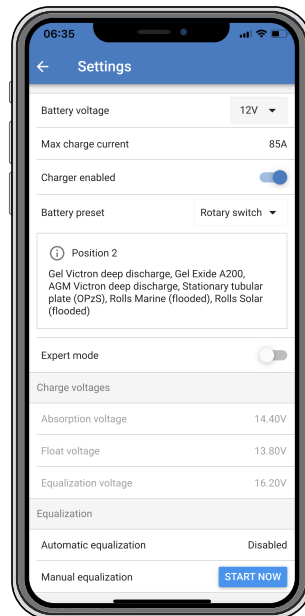 06:35
Settings
Battery voltage 12V
Max charge current 85A
Charger enabled
Battery preset Rotary switch
Position 2
Gel Victron deep discharge, Gel Exide A200,
AGM Victron deep discharge, Stationary tubular
plate (OPzS), Rolls Marine (flooded), Rolls Solar
(flooded)
Expert mode
Charge voltages
Absorption voltage 14.40V
Float voltage 13.80V
Equalization voltage 16.20V
Equalization
Automatic equalization Disabled
Manual equalization START NOW